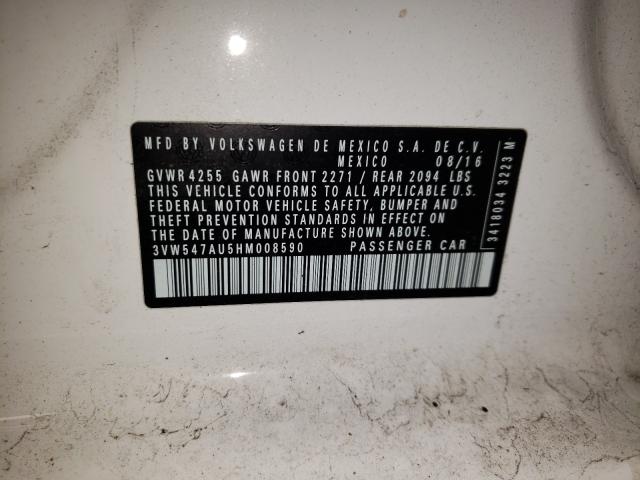 MFD BY VOLKSWAGEN DE MEXICO S.A. DE C.V.
MEXICO 08/16
GVWR 4255 GAWR FRONT 2271 / REAR 2094 LBS
THIS VEHICLE CONFORMS TO ALL APPLICABLE U.S.
FEDERAL MOTOR VEHICLE SAFETY, BUMPER AND
THEFT PREVENTION STANDARDS IN EFFECT ON
THE DATE OF MANUFACTURE SHOWN ABOVE.
3VW547AU5HM008590 PASSENGER CAR
3418034 3223 M